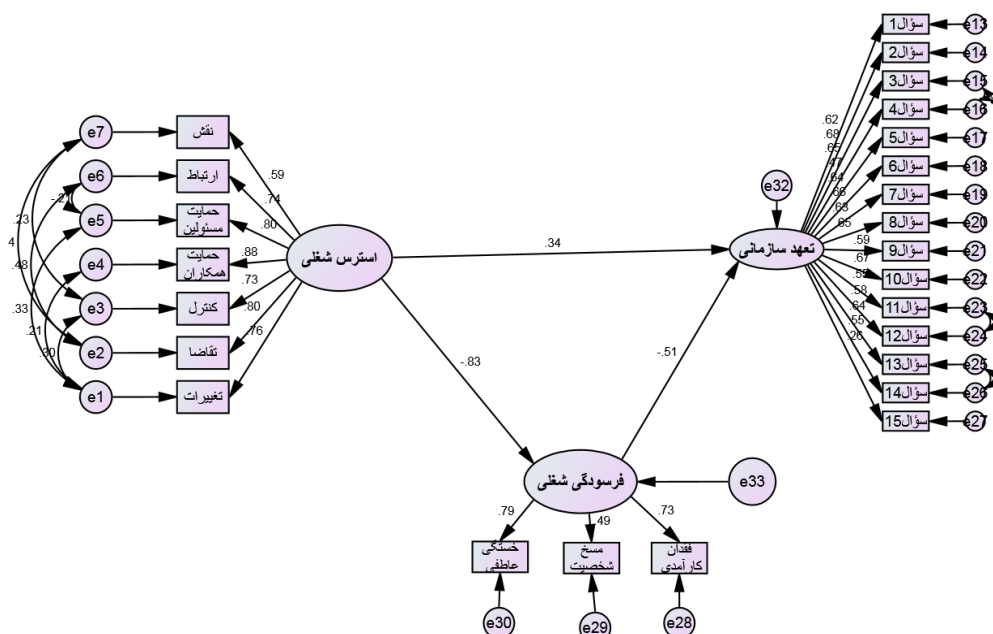 سؤال1
e13
سؤال2
e14
سؤال3
e15
سؤال4
e16
سؤال5
e17
سؤال6
e18
سؤال7
e19
سؤال8
e20
سؤال9
e21
سؤال10
e22
سؤال11
e23
سؤال12
e24
سؤال13
e25
سؤال14
e26
سؤال15
e27
.62
.68
.65
.47
.64
.66
.63
.65
.59
.67
.58
.64
.55
.26
e32
تعهد سازمانی
.34
استرس شغلی
نقش
e7
.59
ارتباط
e6
.74
حمایت
مسئولین
e5
.80
حمایت
همکاران
e4
.88
کنترل
e3
.73
تقاضا
e2
.80
تغییرات
e1
.76
.23
4
.48
.33
.21
.30
-.83
-.51
فرسودگی شغلی
e33
.79
.49
.73
خستگی
عاطفی
مسخ
شخصیت
فقدان
کارآمدی
e30
e29
e28